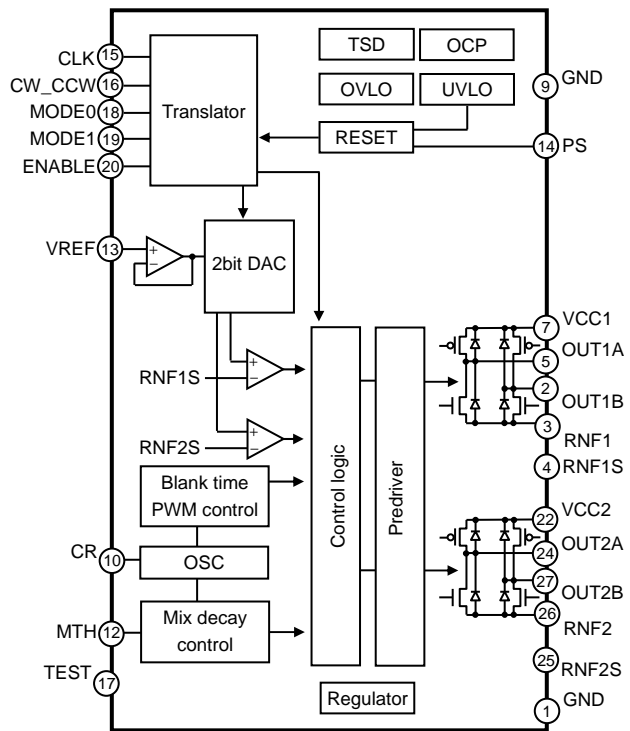 CLK 15
CW_CCW 16
MODE0 18
MODE1 19
ENABLE 20
Translator
TSD
OCP
OVLO
UVLO
RESET
9 GND
14 PS
VREF 13
+
−
2bit DAC
RNF1S
+
−
RNF2S
+
−
Blank time
PWM control
CR 10
OSC
MTH 12
Mix decay
control
TEST
17
Control logic
Predriver
Regulator
7 VCC1
5 OUT1A
2
OUT1B
3
RNF1
4 RNF1S
22 VCC2
24 OUT2A
27
OUT2B
26
RNF2
25
RNF2S
1 GND